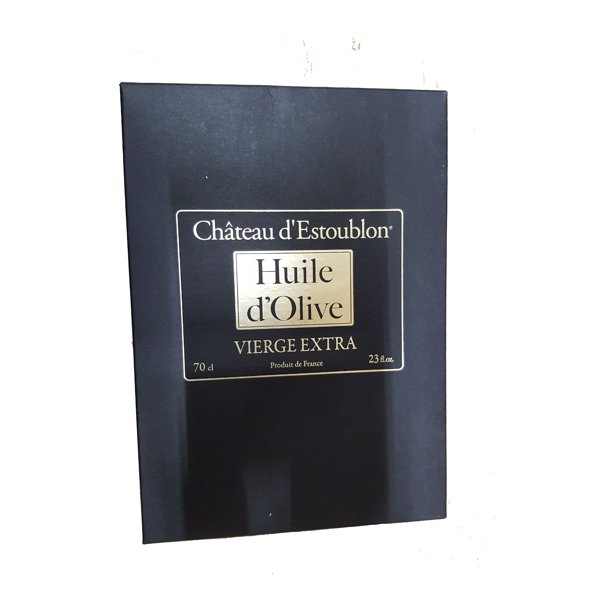 Château d'Estoublon®
Huile
d'Olive
VIERGE EXTRA
70 cl
Produit de France
23 fl.oz.